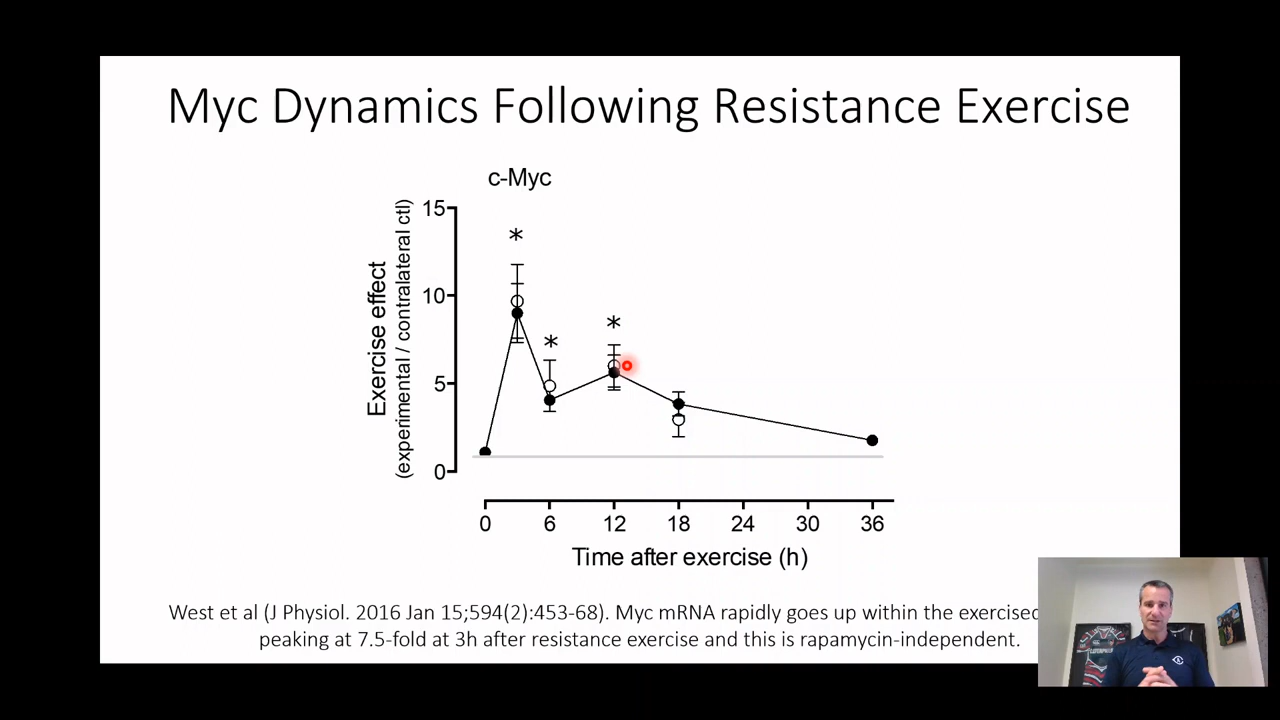 Myc Dynamics Following Resistance Exercise
c-Myc
Exercise effect
(experimental / contralateral ctl)
15
10
5
0
*
*
*
0 6 12 18 24 30 36
Time after exercise (h)
West et al (J Physiol. 2016 Jan 15;594(2):453-68). Myc mRNA rapidly goes up within the exercised
peaking at 7.5-fold at 3h after resistance exercise and this is rapamycin-independent.